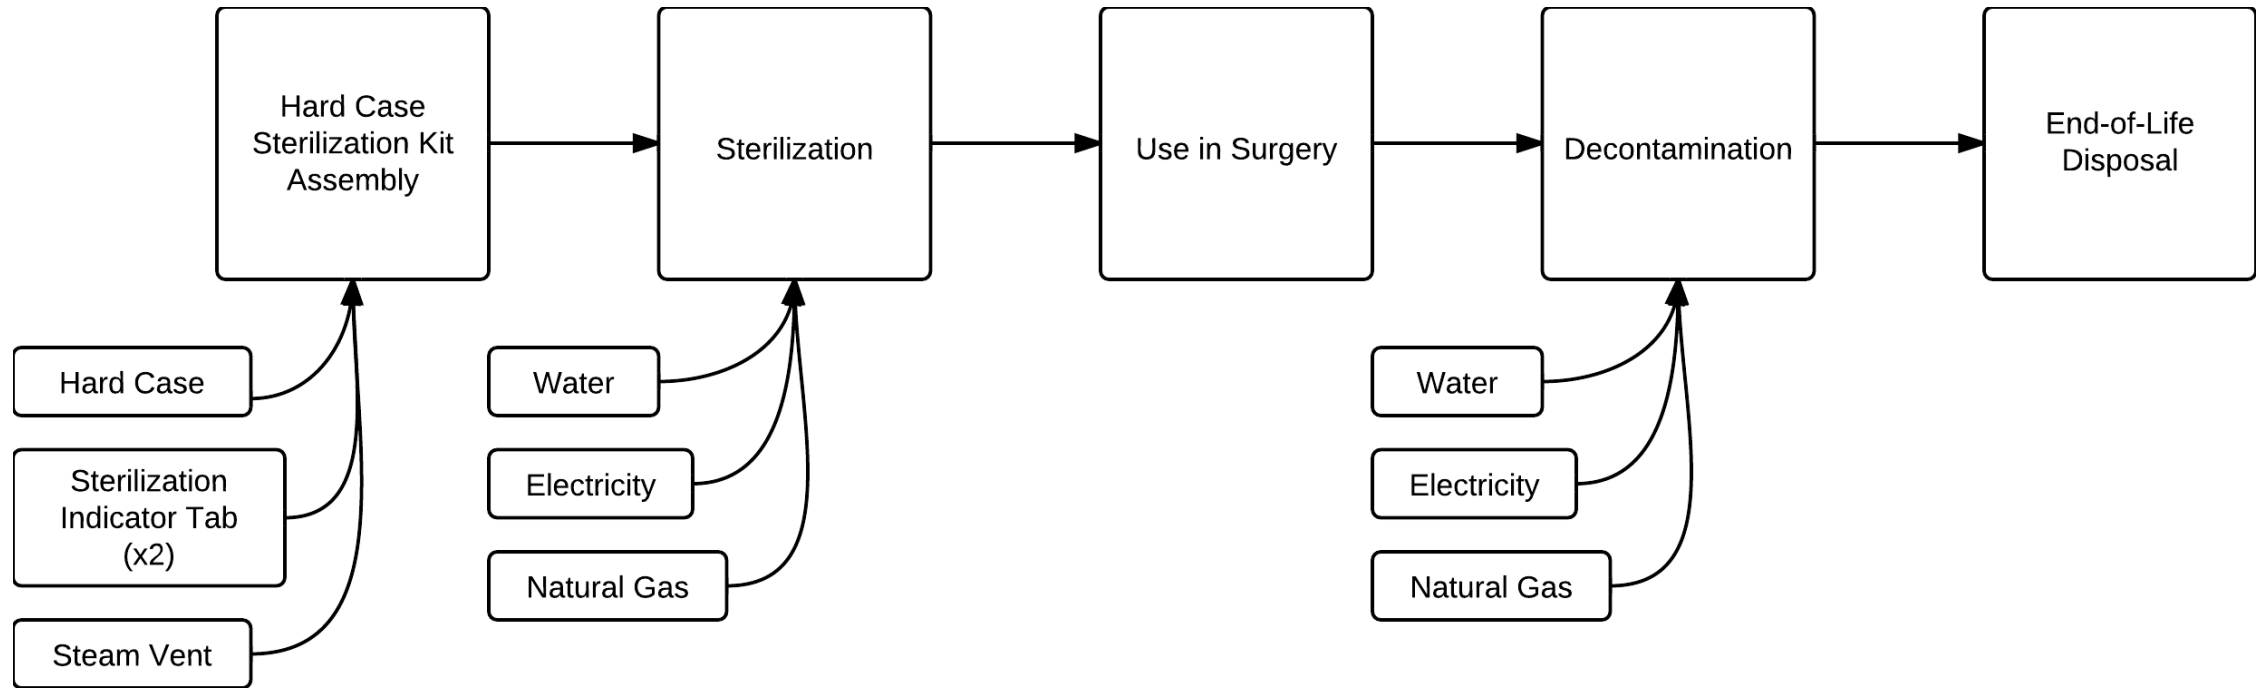 Hard Case
Sterilization Kit
Assembly
Sterilization
Use in Surgery
Decontamination
End-of-Life
Disposal
Hard Case
Sterilization
Indicator Tab
(x2)
Steam Vent
Water
Electricity
Natural Gas
Water
Electricity
Natural Gas